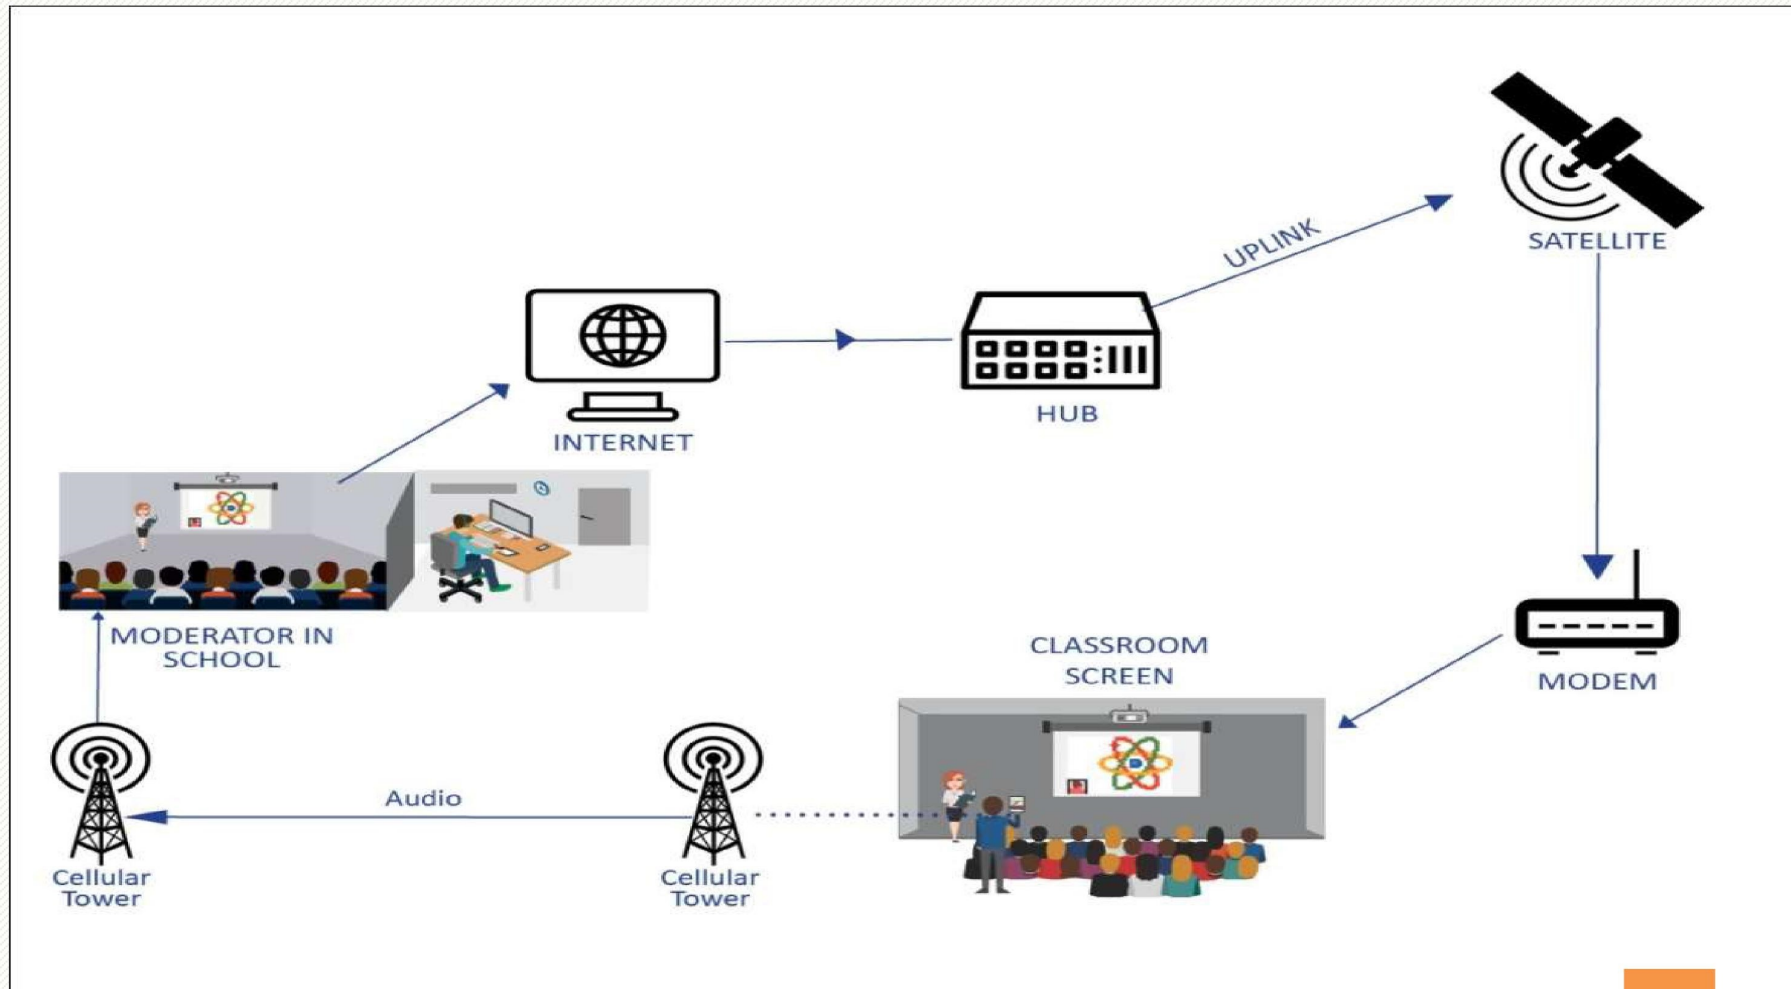 UPLINK
SATELLITE
HUB
INTERNET
MODERATOR IN
SCHOOL
CLASSROOM
SCREEN
MODEM
Audio
Cellular
Tower
Cellular
Tower